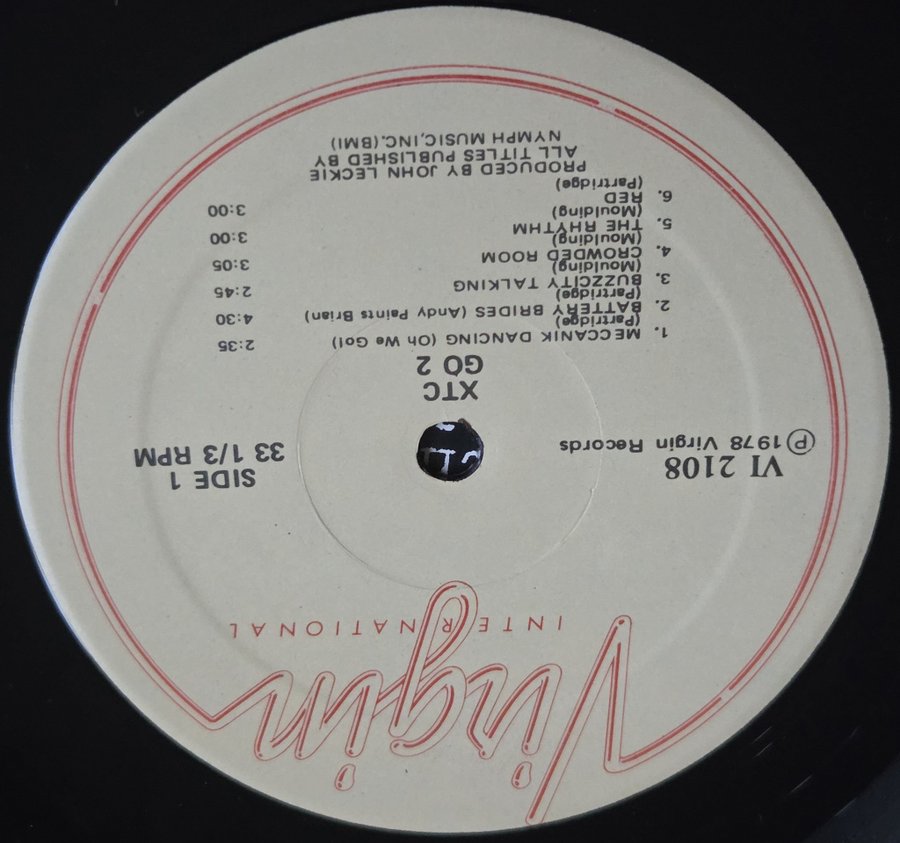 Virgin
INTERNATIONAL
VI 2108
℗ 1978 Virgin Records
SIDE 1
33 1/3 RPM
XTC
GO 2
1. MECCANIK DANCING (Oh We Go!) 2:35
(Partridge)
2. BATTERY BRIDES (Andy Paints Brian) 4:30
(Partridge)
3. BUZZCITY TALKING 2:45
(Moulding)
4. CROWDED ROOM 3:05
(Moulding)
5. THE RHYTHM 3:00
(Moulding)
6. RED 3:00
(Partridge)
PRODUCED BY JOHN LECKIE
ALL TITLES PUBLISHED BY
NYMPH MUSIC, INC. (BMI)